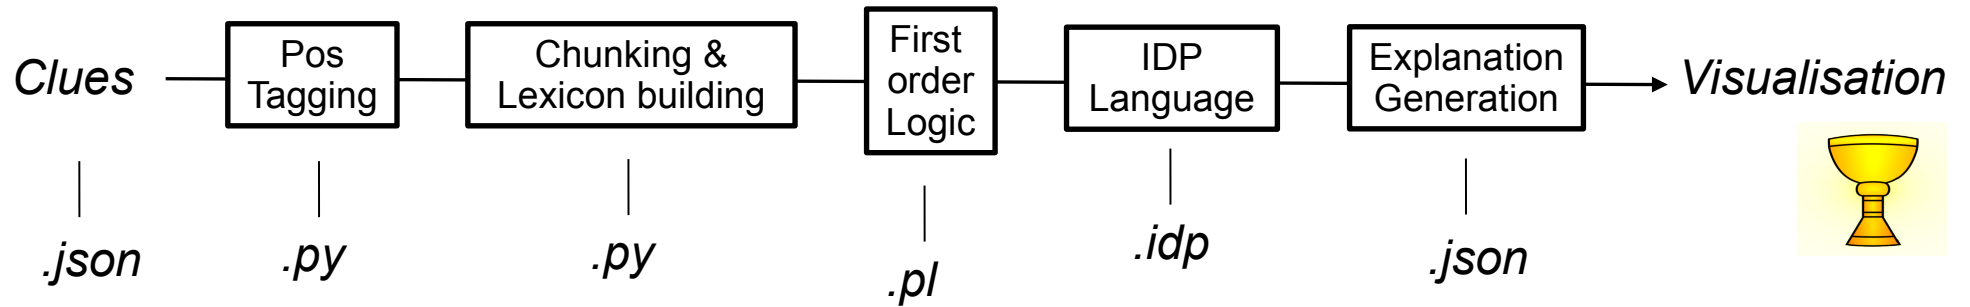 Clues
Pos
Tagging
Chunking &
Lexicon building
First
order
Logic
IDP
Language
Explanation
Generation
Visualisation
.json
.py
.py
.pl
.idp
.json